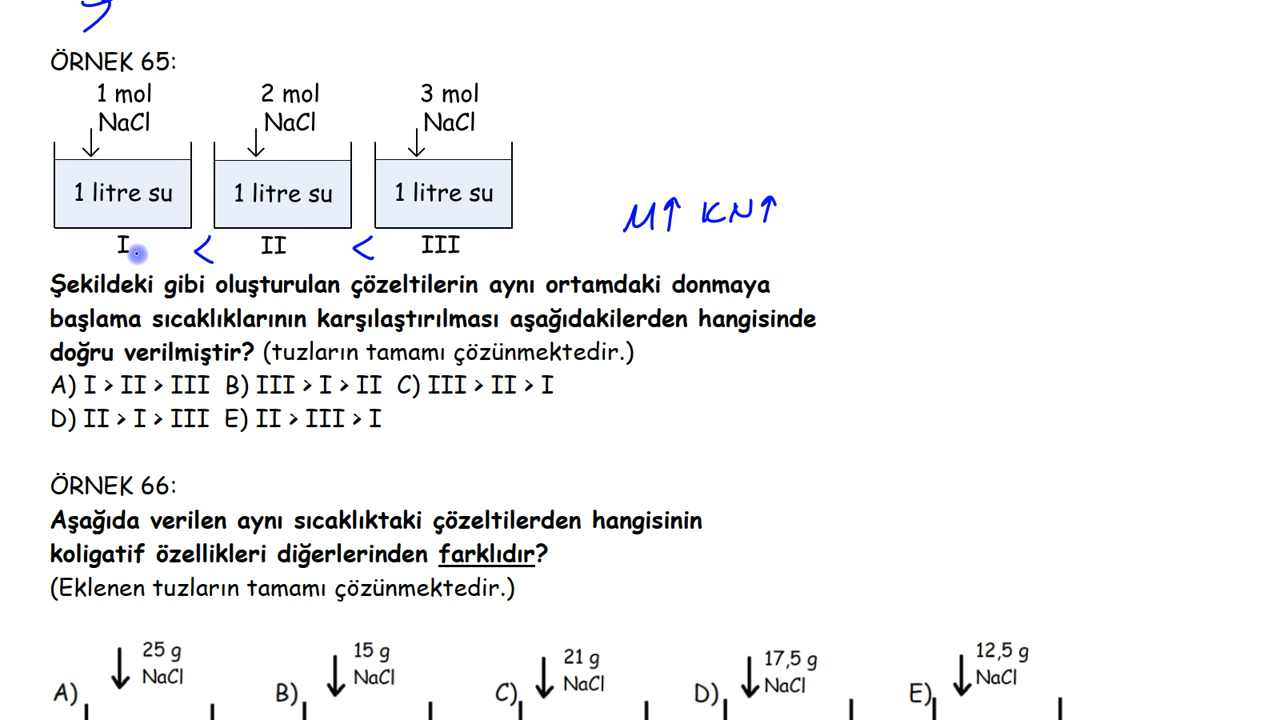 ÖRNEK 65:
1 mol 2 mol 3 mol
NaCl NaCl NaCl
1 litre su 1 litre su 1 litre su
M↑ KN↑
I < II < III
Şekildeki gibi oluşturulan çözeltilerin aynı ortamdaki donmaya
başlama sıcaklıklarının karşılaştırılması aşağıdakilerden hangisinde
doğru verilmiştir? (tuzların tamamı çözünmektedir.)
A) I > II > III B) III > I > II C) III > II > I
D) II > I > III E) II > III > I
ÖRNEK 66:
Aşağıda verilen aynı sıcaklıktaki çözeltilerden hangisinin
koligatif özellikleri diğerlerinden farklıdır?
(Eklenen tuzların tamamı çözünmektedir.)
25 g 15 g 21 g 17,5 g 12,5 g
NaCl NaCl NaCl NaCl NaCl
A) B) C) D) E)